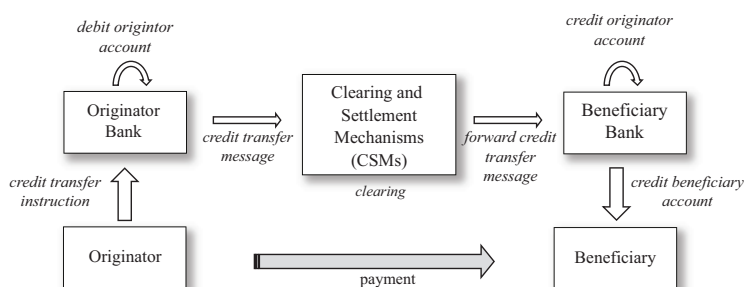 debit origintor
account
credit originator
account
Originator
Bank
credit transfer
message
Clearing and
Settlement
Mechanisms
(CSMs)
clearing
forward credit
transfer
message
Beneficiary
Bank
credit transfer
instruction
credit beneficiary
account
Originator
payment
Beneficiary